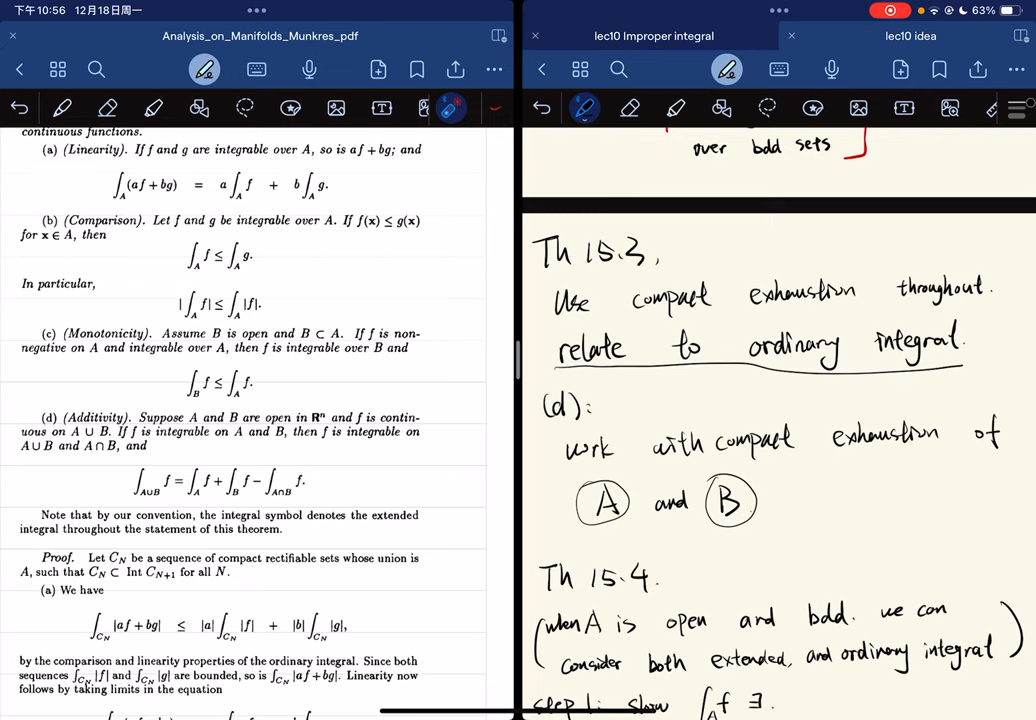 下午10:56 12月18日周一
63%
Analysis_on_Manifolds_Munkres_pdf
lec10 Improper integral
lec10 idea
continuous functions.
(a) (Linearity). If f and g are integrable over A, so is af + bg; and
∫_A (af + bg) = a ∫_A f + b ∫_A g.
(b) (Comparison). Let f and g be integrable over A. If f(x) ≤ g(x)
for x ∈ A, then
∫_A f ≤ ∫_A g.
In particular,
|∫_A f| ≤ ∫_A |f|.
(c) (Monotonicity). Assume B is open and B ⊂ A. If f is non-
negative on A and integrable over A, then f is integrable over B and
∫_B f ≤ ∫_A f.
(d) (Additivity). Suppose A and B are open in R^n and f is contin-
uous on A ∪ B. If f is integrable on A and B, then f is integrable on
A ∪ B and A ∩ B, and
∫_{A∪B} f = ∫_A f + ∫_B f − ∫_{A∩B} f.
Note that by our convention, the integral symbol denotes the extended
integral throughout the statement of this theorem.
Proof. Let C_N be a sequence of compact rectifiable sets whose union is
A, such that C_N ⊂ Int C_{N+1} for all N.
(a) We have
∫_{C_N} |af + bg| ≤ |a| ∫_{C_N} |f| + |b| ∫_{C_N} |g|,
by the comparison and linearity properties of the ordinary integral. Since both
sequences ∫_{C_N} |f| and ∫_{C_N} |g| are bounded, so is ∫_{C_N} |af + bg|. Linearity now
follows by taking limits in the equation
over bdd sets
Th 15.3,
Use compact exhaustion throughout.
relate to ordinary integral.
(d):
work with compact exhaustion of
A and B
Th 15.4.
(when A is open and bdd. we can
consider both extended, and ordinary integral)
step 1: show ∫_A f ∃.